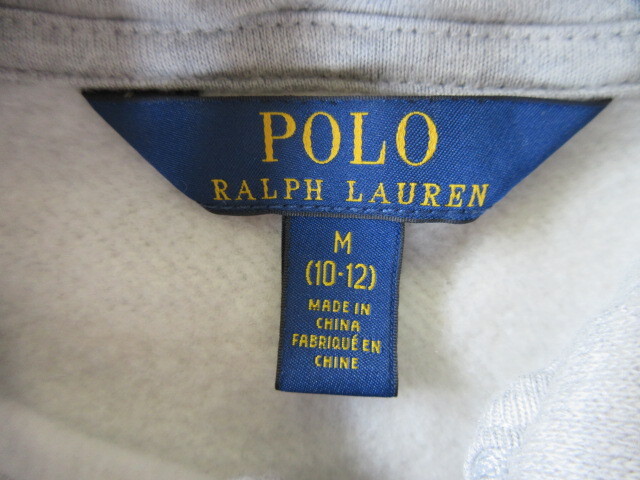 POLO
RALPH LAUREN
M
(10-12)
MADE IN
CHINA
FABRIQUÉ EN
CHINE